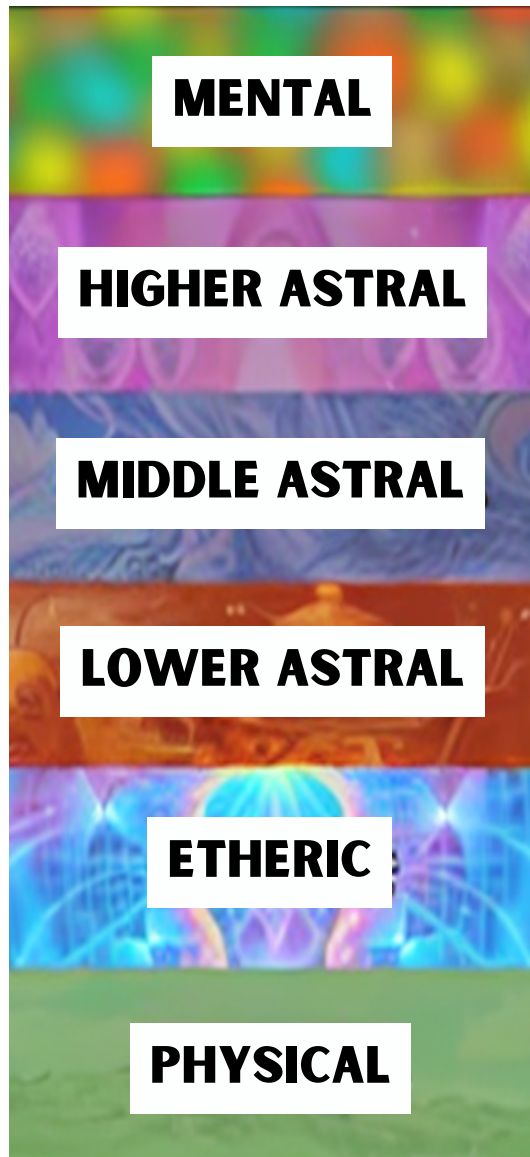 MENTAL
HIGHER ASTRAL
MIDDLE ASTRAL
LOWER ASTRAL
ETHERIC
PHYSICAL